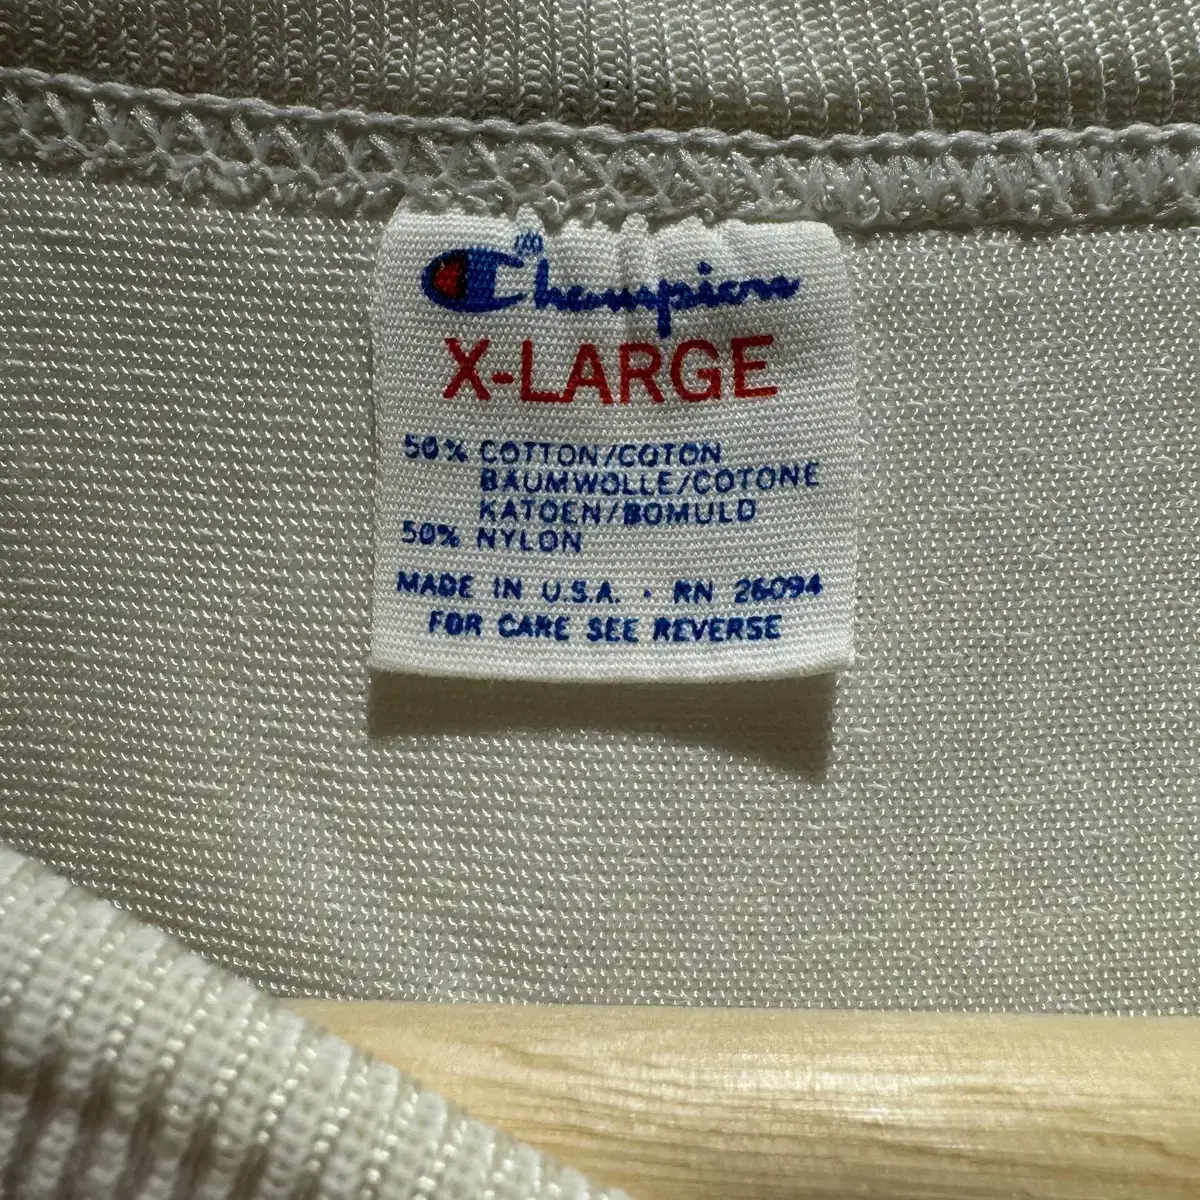 Champion
X-LARGE
50% COTTON/COTON
BAUMWOLLE/COTONE
KATOEN/BOMULD
50% NYLON
MADE IN U.S.A. · RN 26094
FOR CARE SEE REVERSE